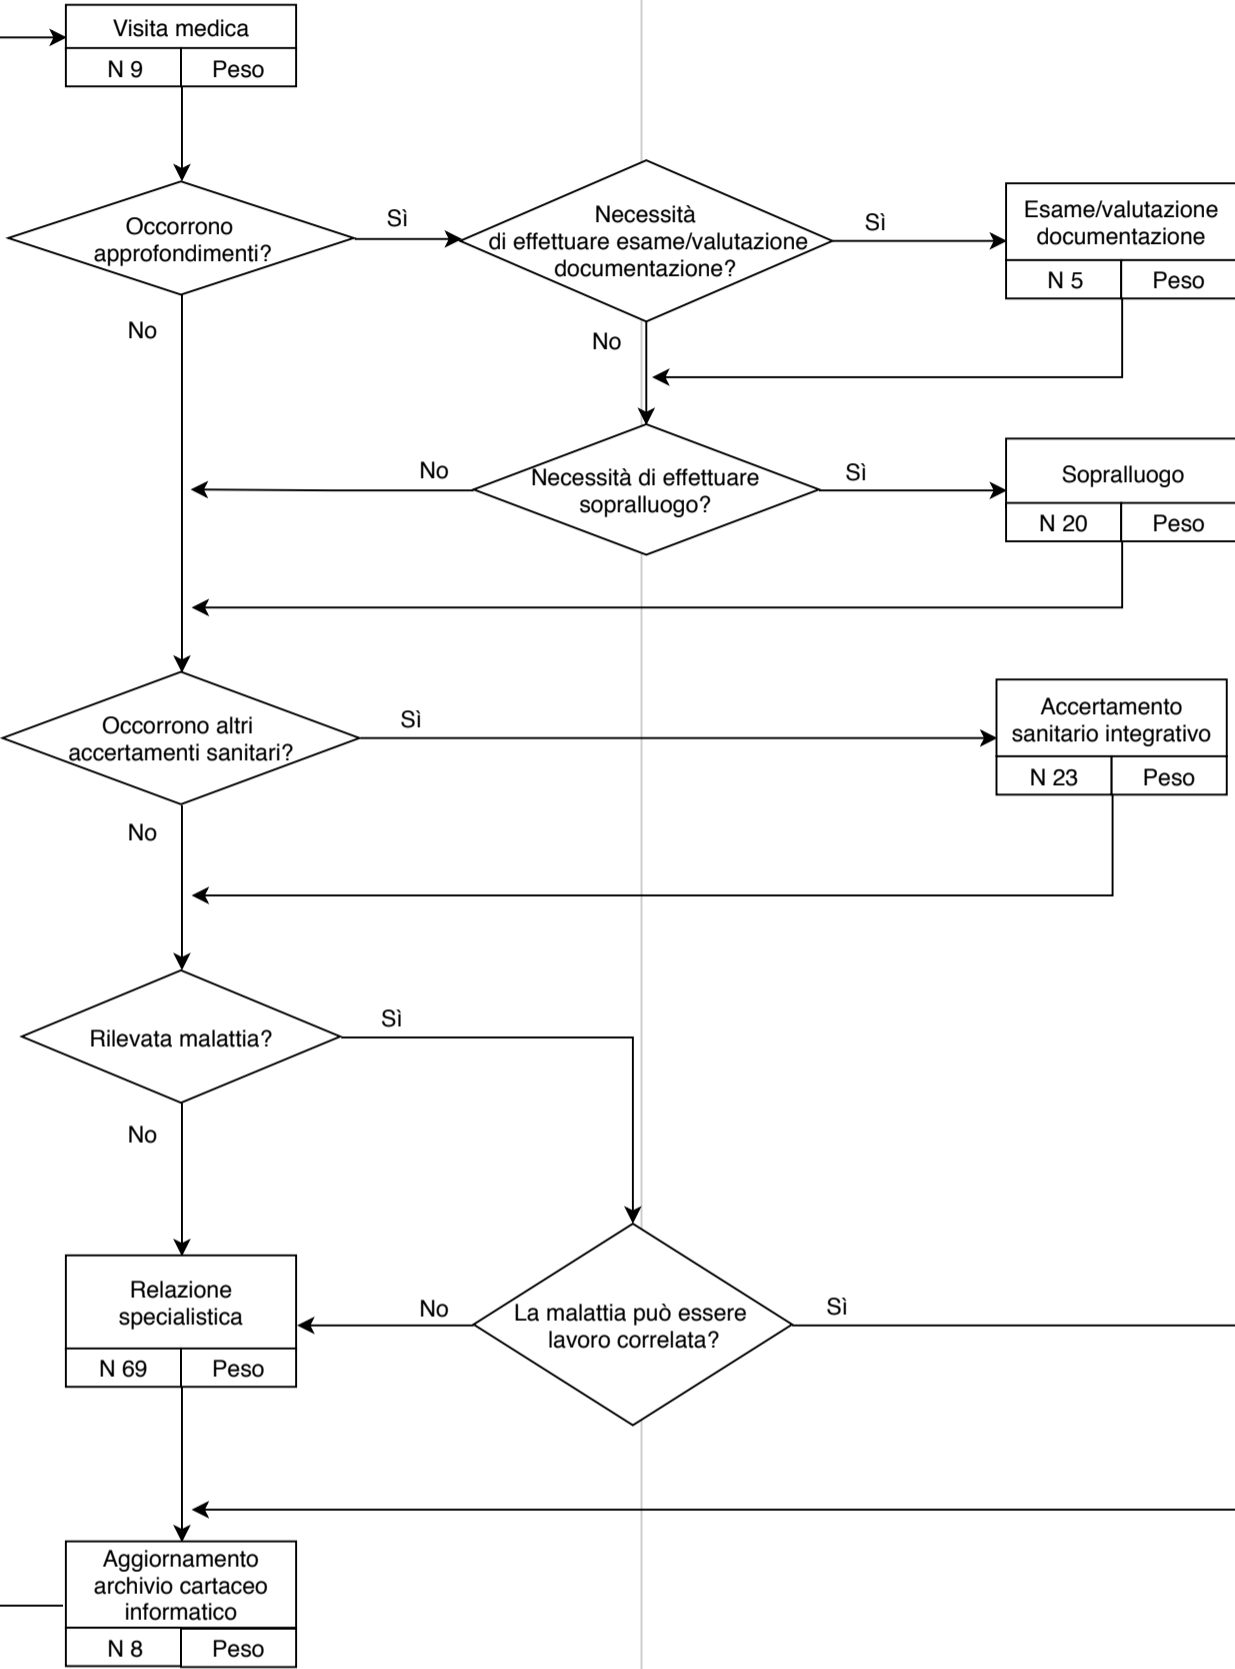 Visita medica
N 9
Peso
Occorrono
approfondimenti?
Sì
Necessità
di effettuare esame/valutazione
documentazione?
Sì
Esame/valutazione
documentazione
N 5
Peso
No
No
No
Necessità di effettuare
sopralluogo?
Sì
Sopralluogo
N 20
Peso
Occorrono altri
accertamenti sanitari?
Sì
Accertamento
sanitario integrativo
N 23
Peso
No
Rilevata malattia?
Sì
No
Relazione
specialistica
N 69
Peso
No
La malattia può essere
lavoro correlata?
Sì
Aggiornamento
archivio cartaceo
informatico
N 8
Peso